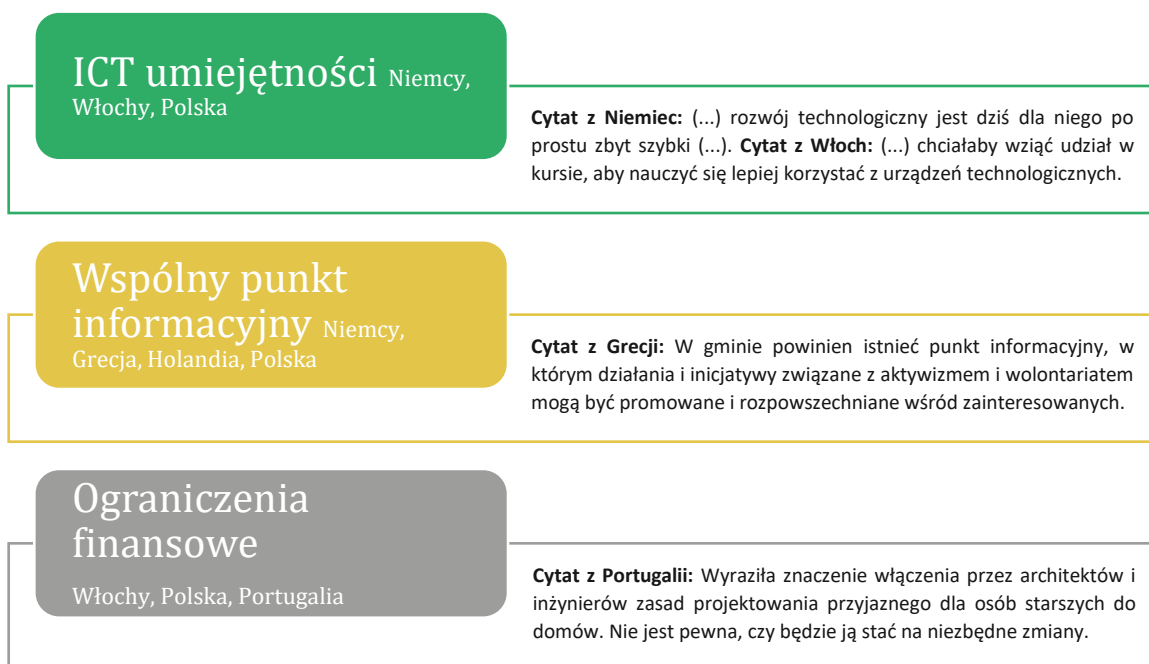 ICT umiejętności Niemcy,
Włochy, Polska
Cytat z Niemiec: (...) rozwój technologiczny jest dziś dla niego po
prostu zbyt szybki (...). Cytat z Włoch: (...) chciałaby wziąć udział w
kursie, aby nauczyć się lepiej korzystać z urządzeń technologicznych.
Wspólny punkt
informacyjny Niemcy,
Grecja, Holandia, Polska
Cytat z Grecji: W gminie powinien istnieć punkt informacyjny, w
którym działania i inicjatywy związane z aktywizmem i wolontariatem
mogą być promowane i rozpowszechniane wśród zainteresowanych.
Ograniczenia
finansowe
Włochy, Polska, Portugalia
Cytat z Portugalii: Wyraziła znaczenie włączenia przez architektów i
inżynierów zasad projektowania przyjaznego dla osób starszych do
domów. Nie jest pewna, czy będzie ją stać na niezbędne zmiany.